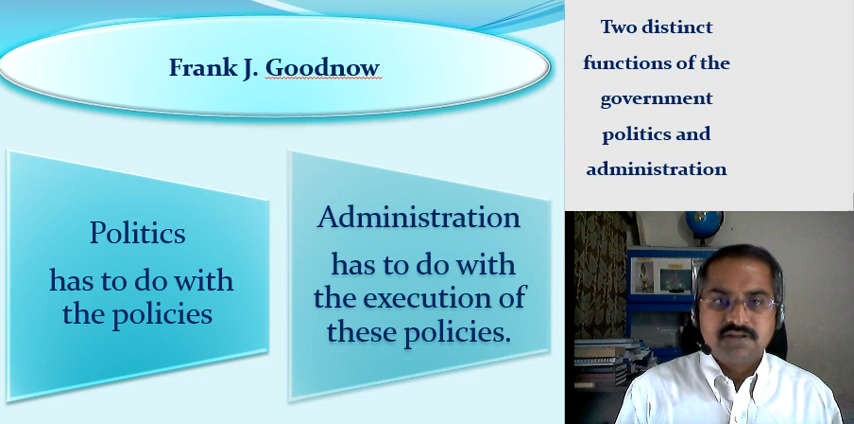 Frank J. Goodnow
Politics
has to do with
the policies
Administration
has to do with
the execution of
these policies.
Two distinct
functions of the
government
politics and
administration